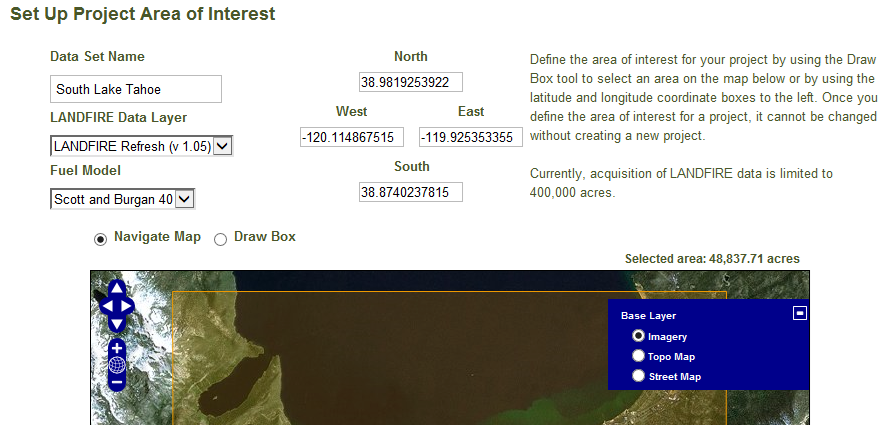 Set Up Project Area of Interest
Data Set Name
South Lake Tahoe
LANDFIRE Data Layer
LANDFIRE Refresh (v 1.05)
Fuel Model
Scott and Burgan 40
North
38.9819253922
West
East
-120.114867515
-119.925353355
South
38.8740237815
Define the area of interest for your project by using the Draw
Box tool to select an area on the map below or by using the
latitude and longitude coordinate boxes to the left. Once you
define the area of interest for a project, it cannot be changed
without creating a new project.
Currently, acquisition of LANDFIRE data is limited to
400,000 acres.
Navigate Map
Draw Box
Selected area: 48,837.71 acres
Base Layer
Imagery
Topo Map
Street Map